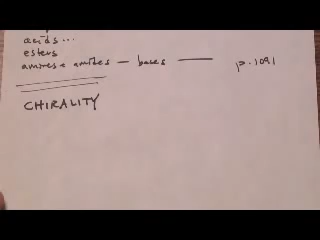 acids...
esters
amines + amides — bases — p. 1091
CHIRALITY